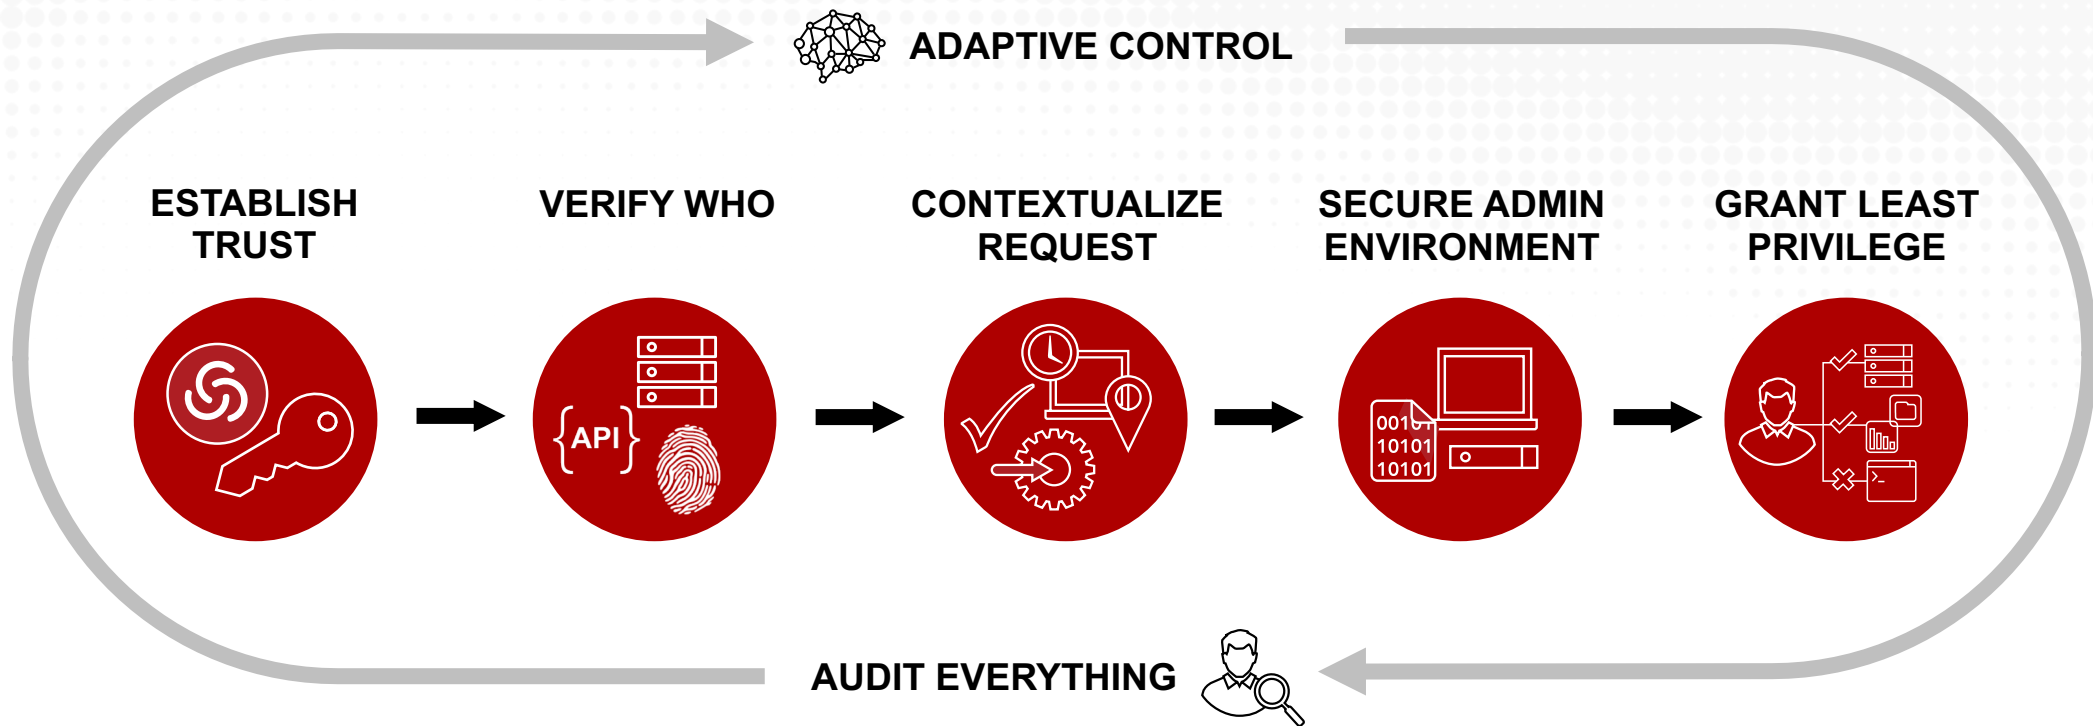 ADAPTIVE CONTROL
ESTABLISH
TRUST
VERIFY WHO
CONTEXTUALIZE
REQUEST
SECURE ADMIN
ENVIRONMENT
GRANT LEAST
PRIVILEGE
{API}
00101
10101
10101
>_
AUDIT EVERYTHING